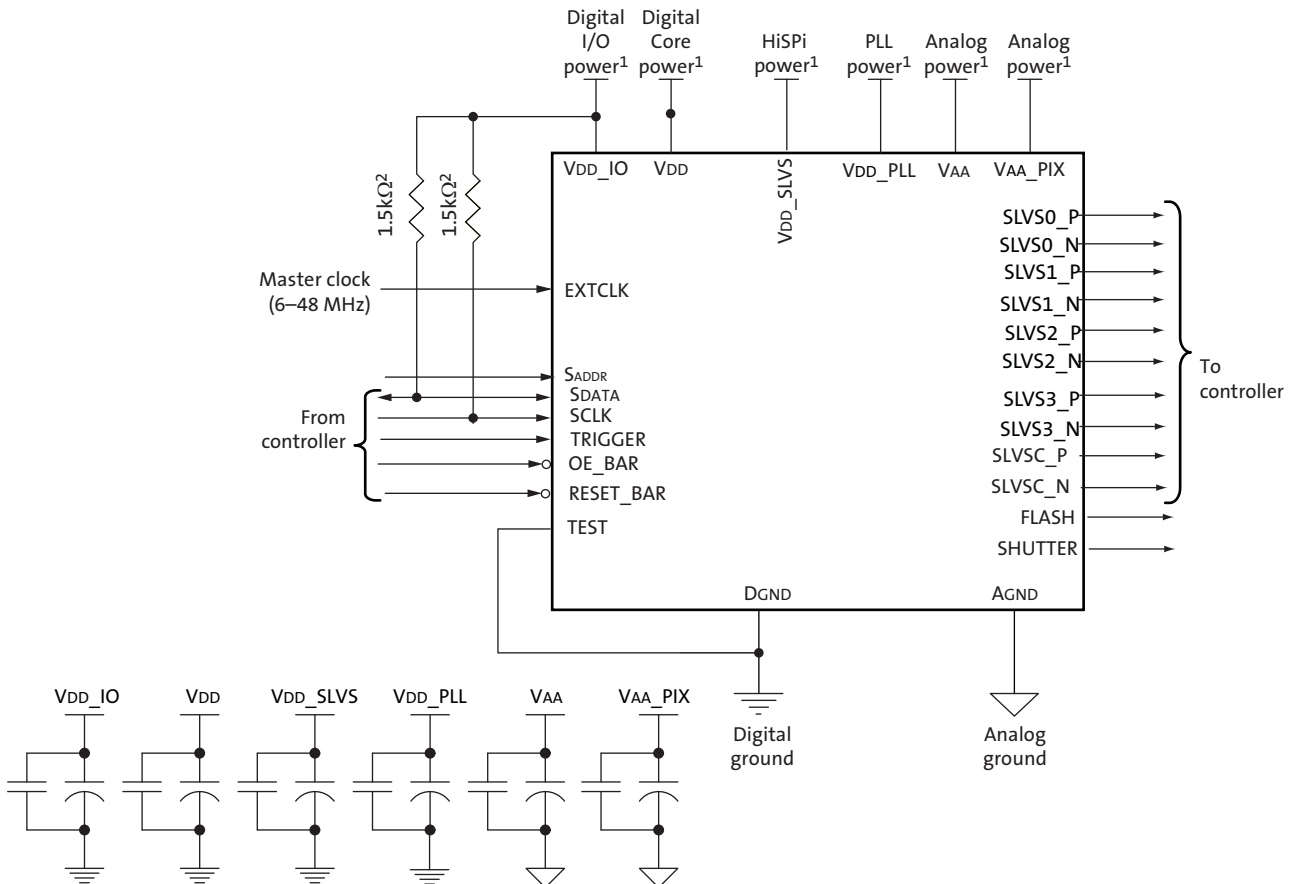 Digital
I/O
power1
Digital
Core
power1
HiSPi
power1
PLL
power1
Analog
power1
Analog
power1
VDD_IO
VDD
VDD_SLVS
VDD_PLL
VAA
VAA_PIX
1.5kΩ2
1.5kΩ2
Master clock
(6–48 MHz)
EXTCLK
SADDR
SDATA
SCLK
TRIGGER
OE_BAR
RESET_BAR
TEST
From
controller
SLVS0_P
SLVS0_N
SLVS1_P
SLVS1_N
SLVS2_P
SLVS2_N
SLVS3_P
SLVS3_N
SLVSC_P
SLVSC_N
FLASH
SHUTTER
To
controller
DGND
AGND
Digital
ground
Analog
ground
VDD_IO
VDD
VDD_SLVS
VDD_PLL
VAA
VAA_PIX